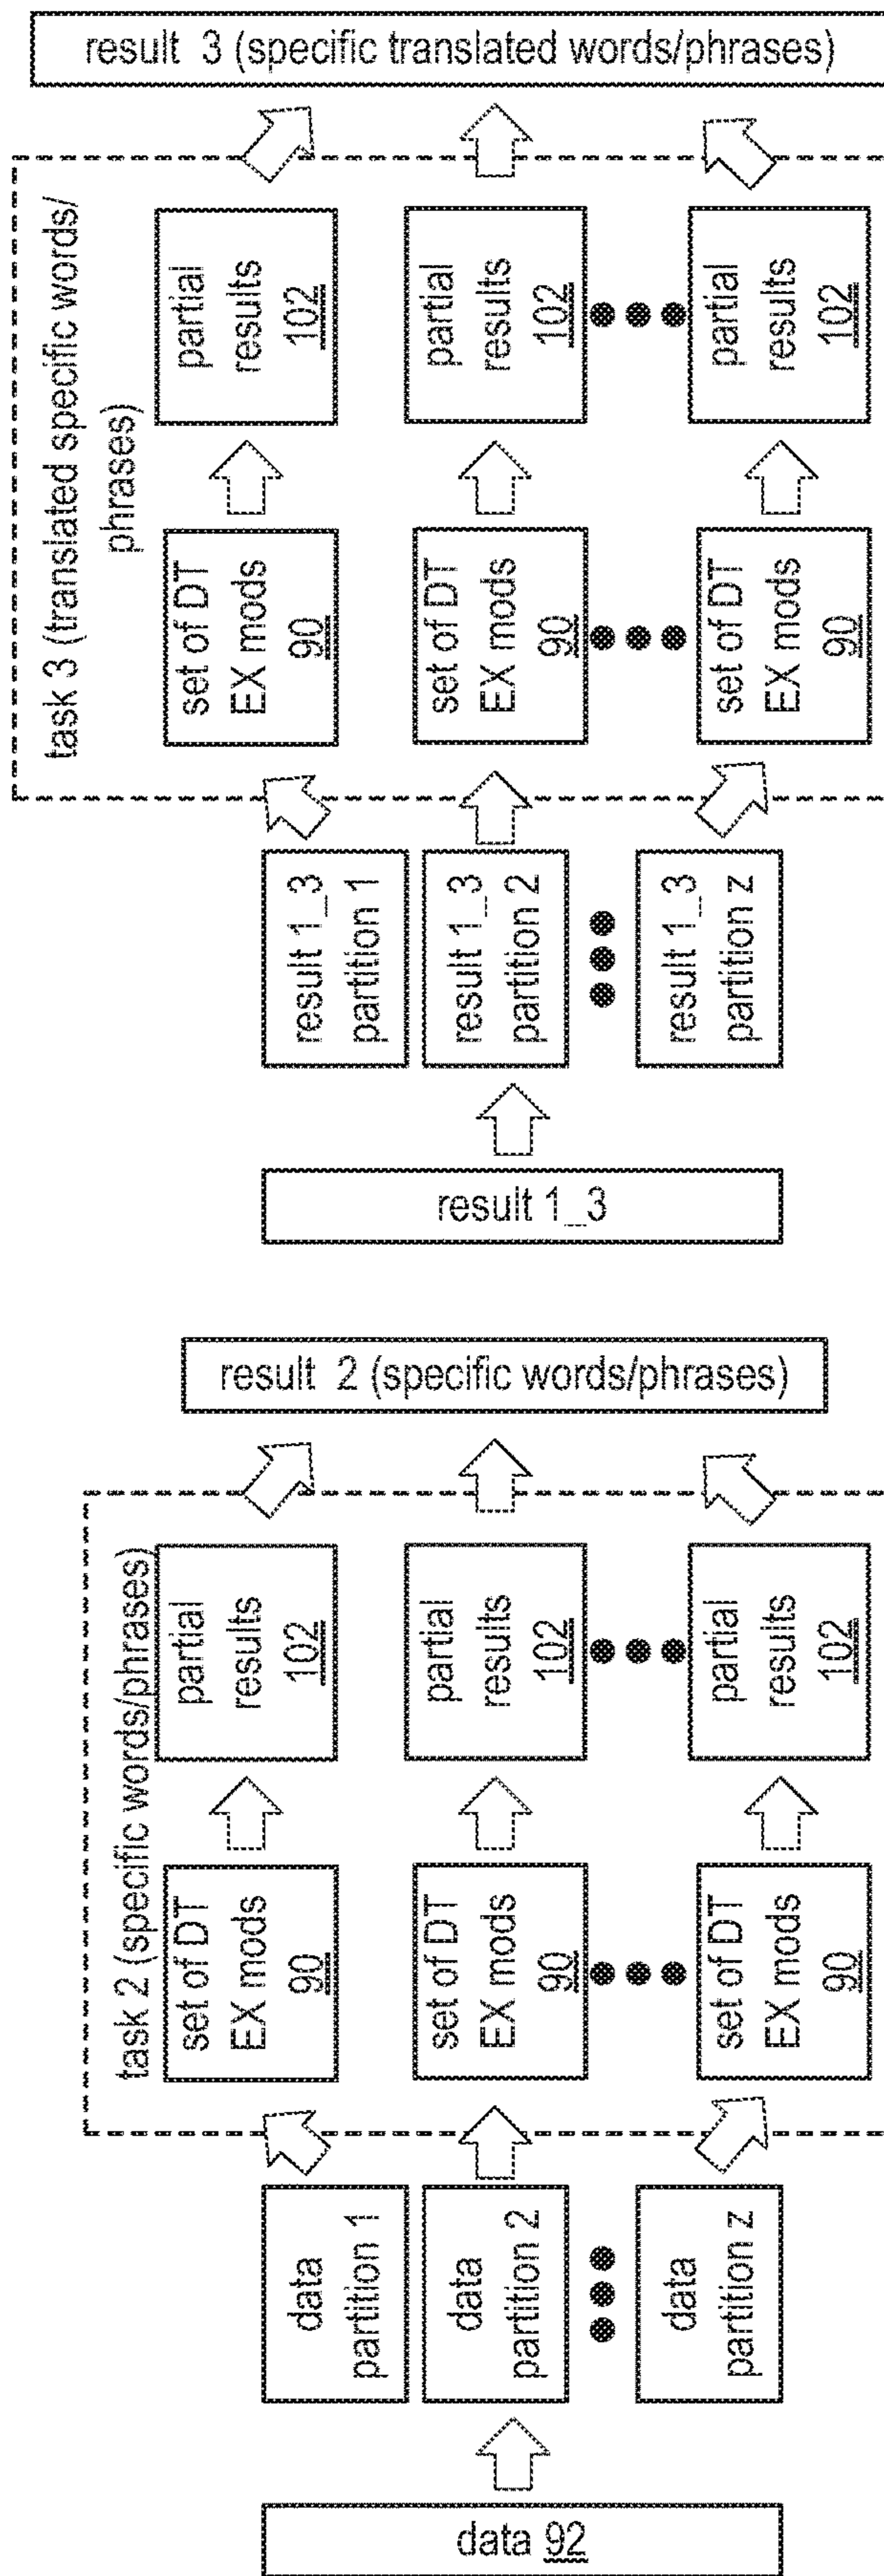 data 92
data
partition 1
data
partition 2
data
partition z
task 2 (specific words/phrases)
set of DT
EX mods
90
partial
results
102
set of DT
EX mods
90
partial
results
102
set of DT
EX mods
90
partial
results
102
result 2 (specific words/phrases)
result 1_3
result 1_3
partition 1
result 1_3
partition 2
result 1_3
partition z
task 3 (translated specific words/
phrases)
set of DT
EX mods
90
partial
results
102
set of DT
EX mods
90
partial
results
102
set of DT
EX mods
90
partial
results
102
result 3 (specific translated words/phrases)